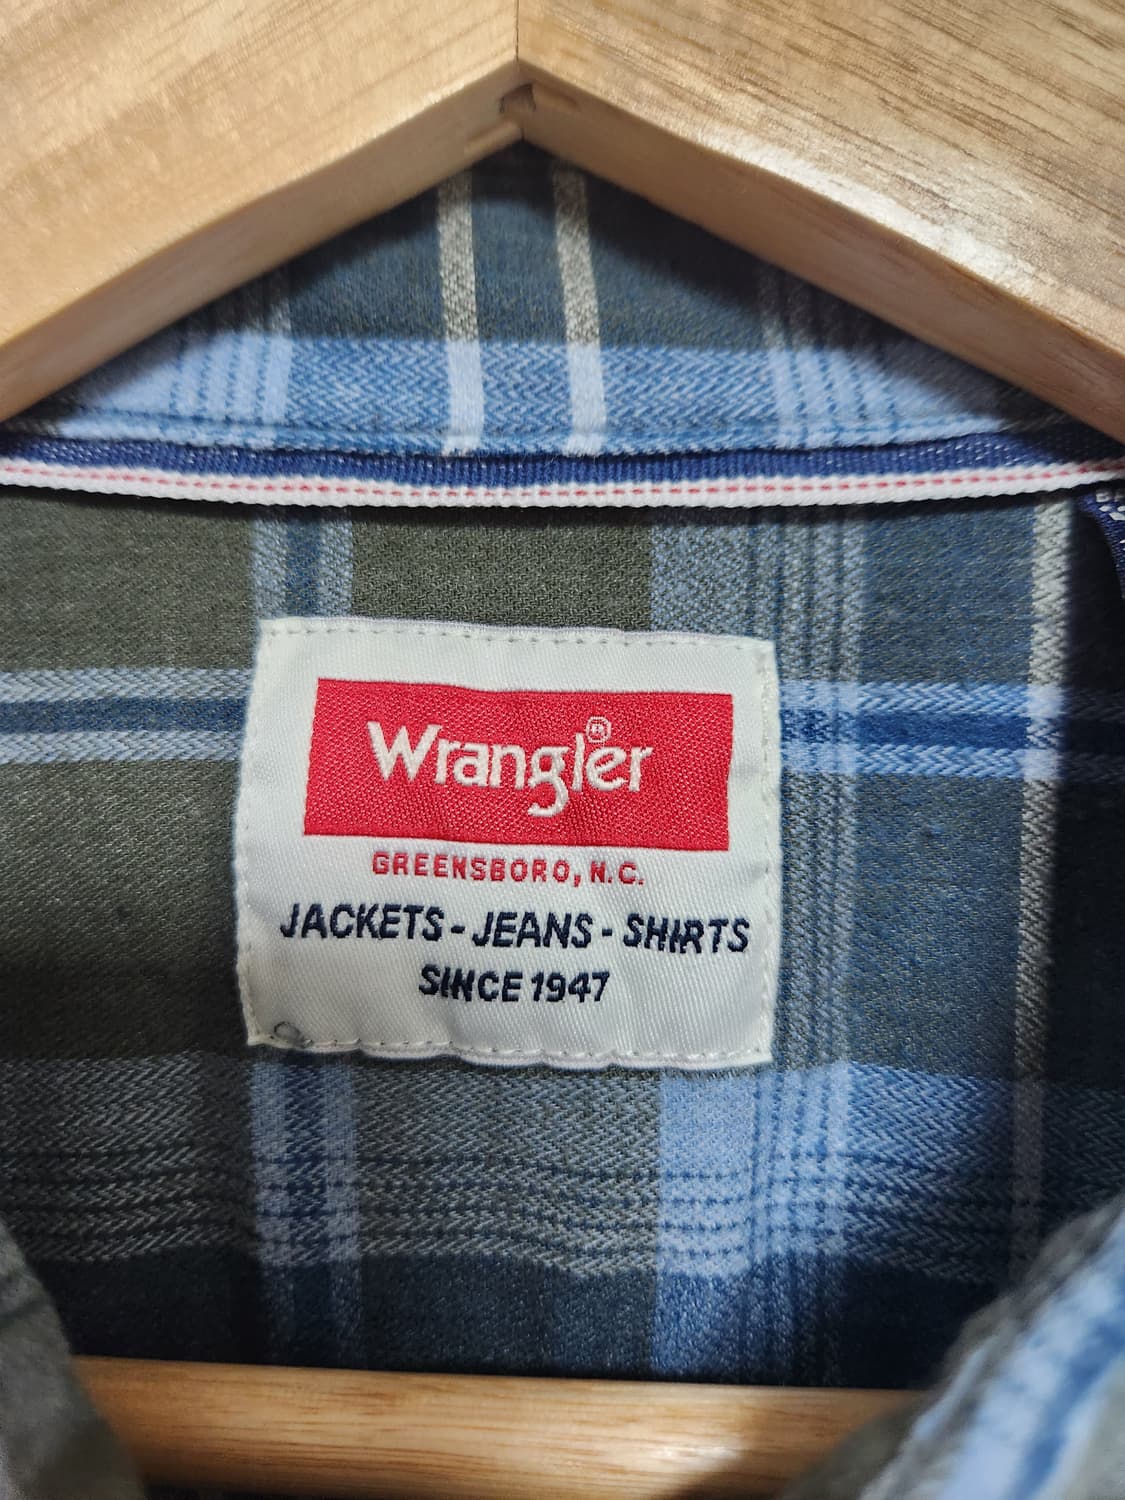 Wrangler®
GREENSBORO, N.C.
JACKETS - JEANS - SHIRTS
SINCE 1947